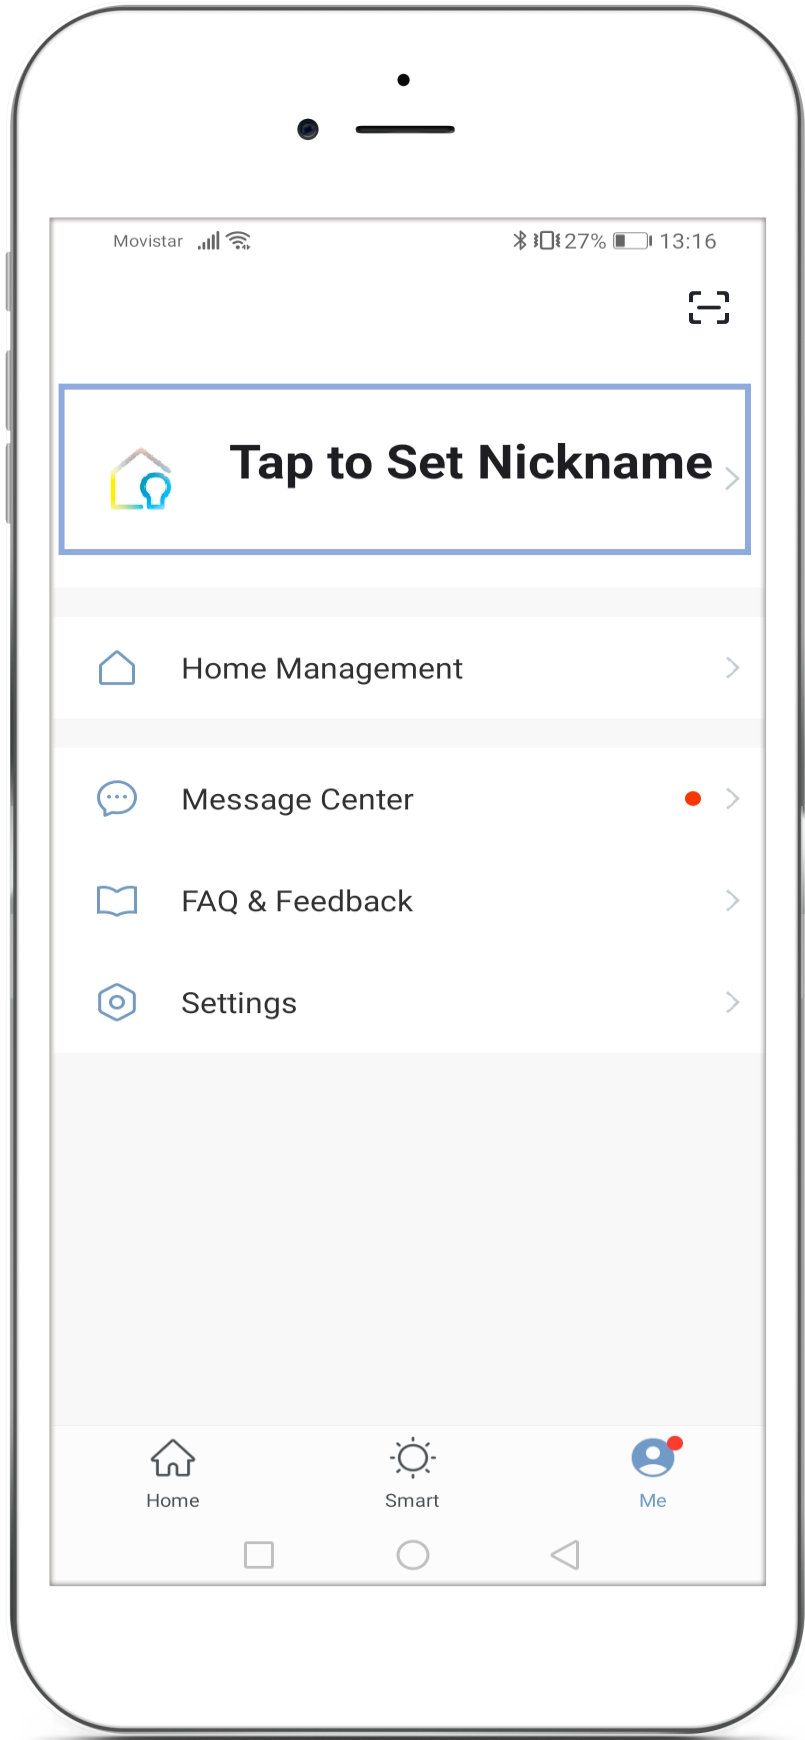 Movistar 27% 13:16
Tap to Set Nickname
Home Management
Message Center
FAQ & Feedback
Settings
Home Smart Me